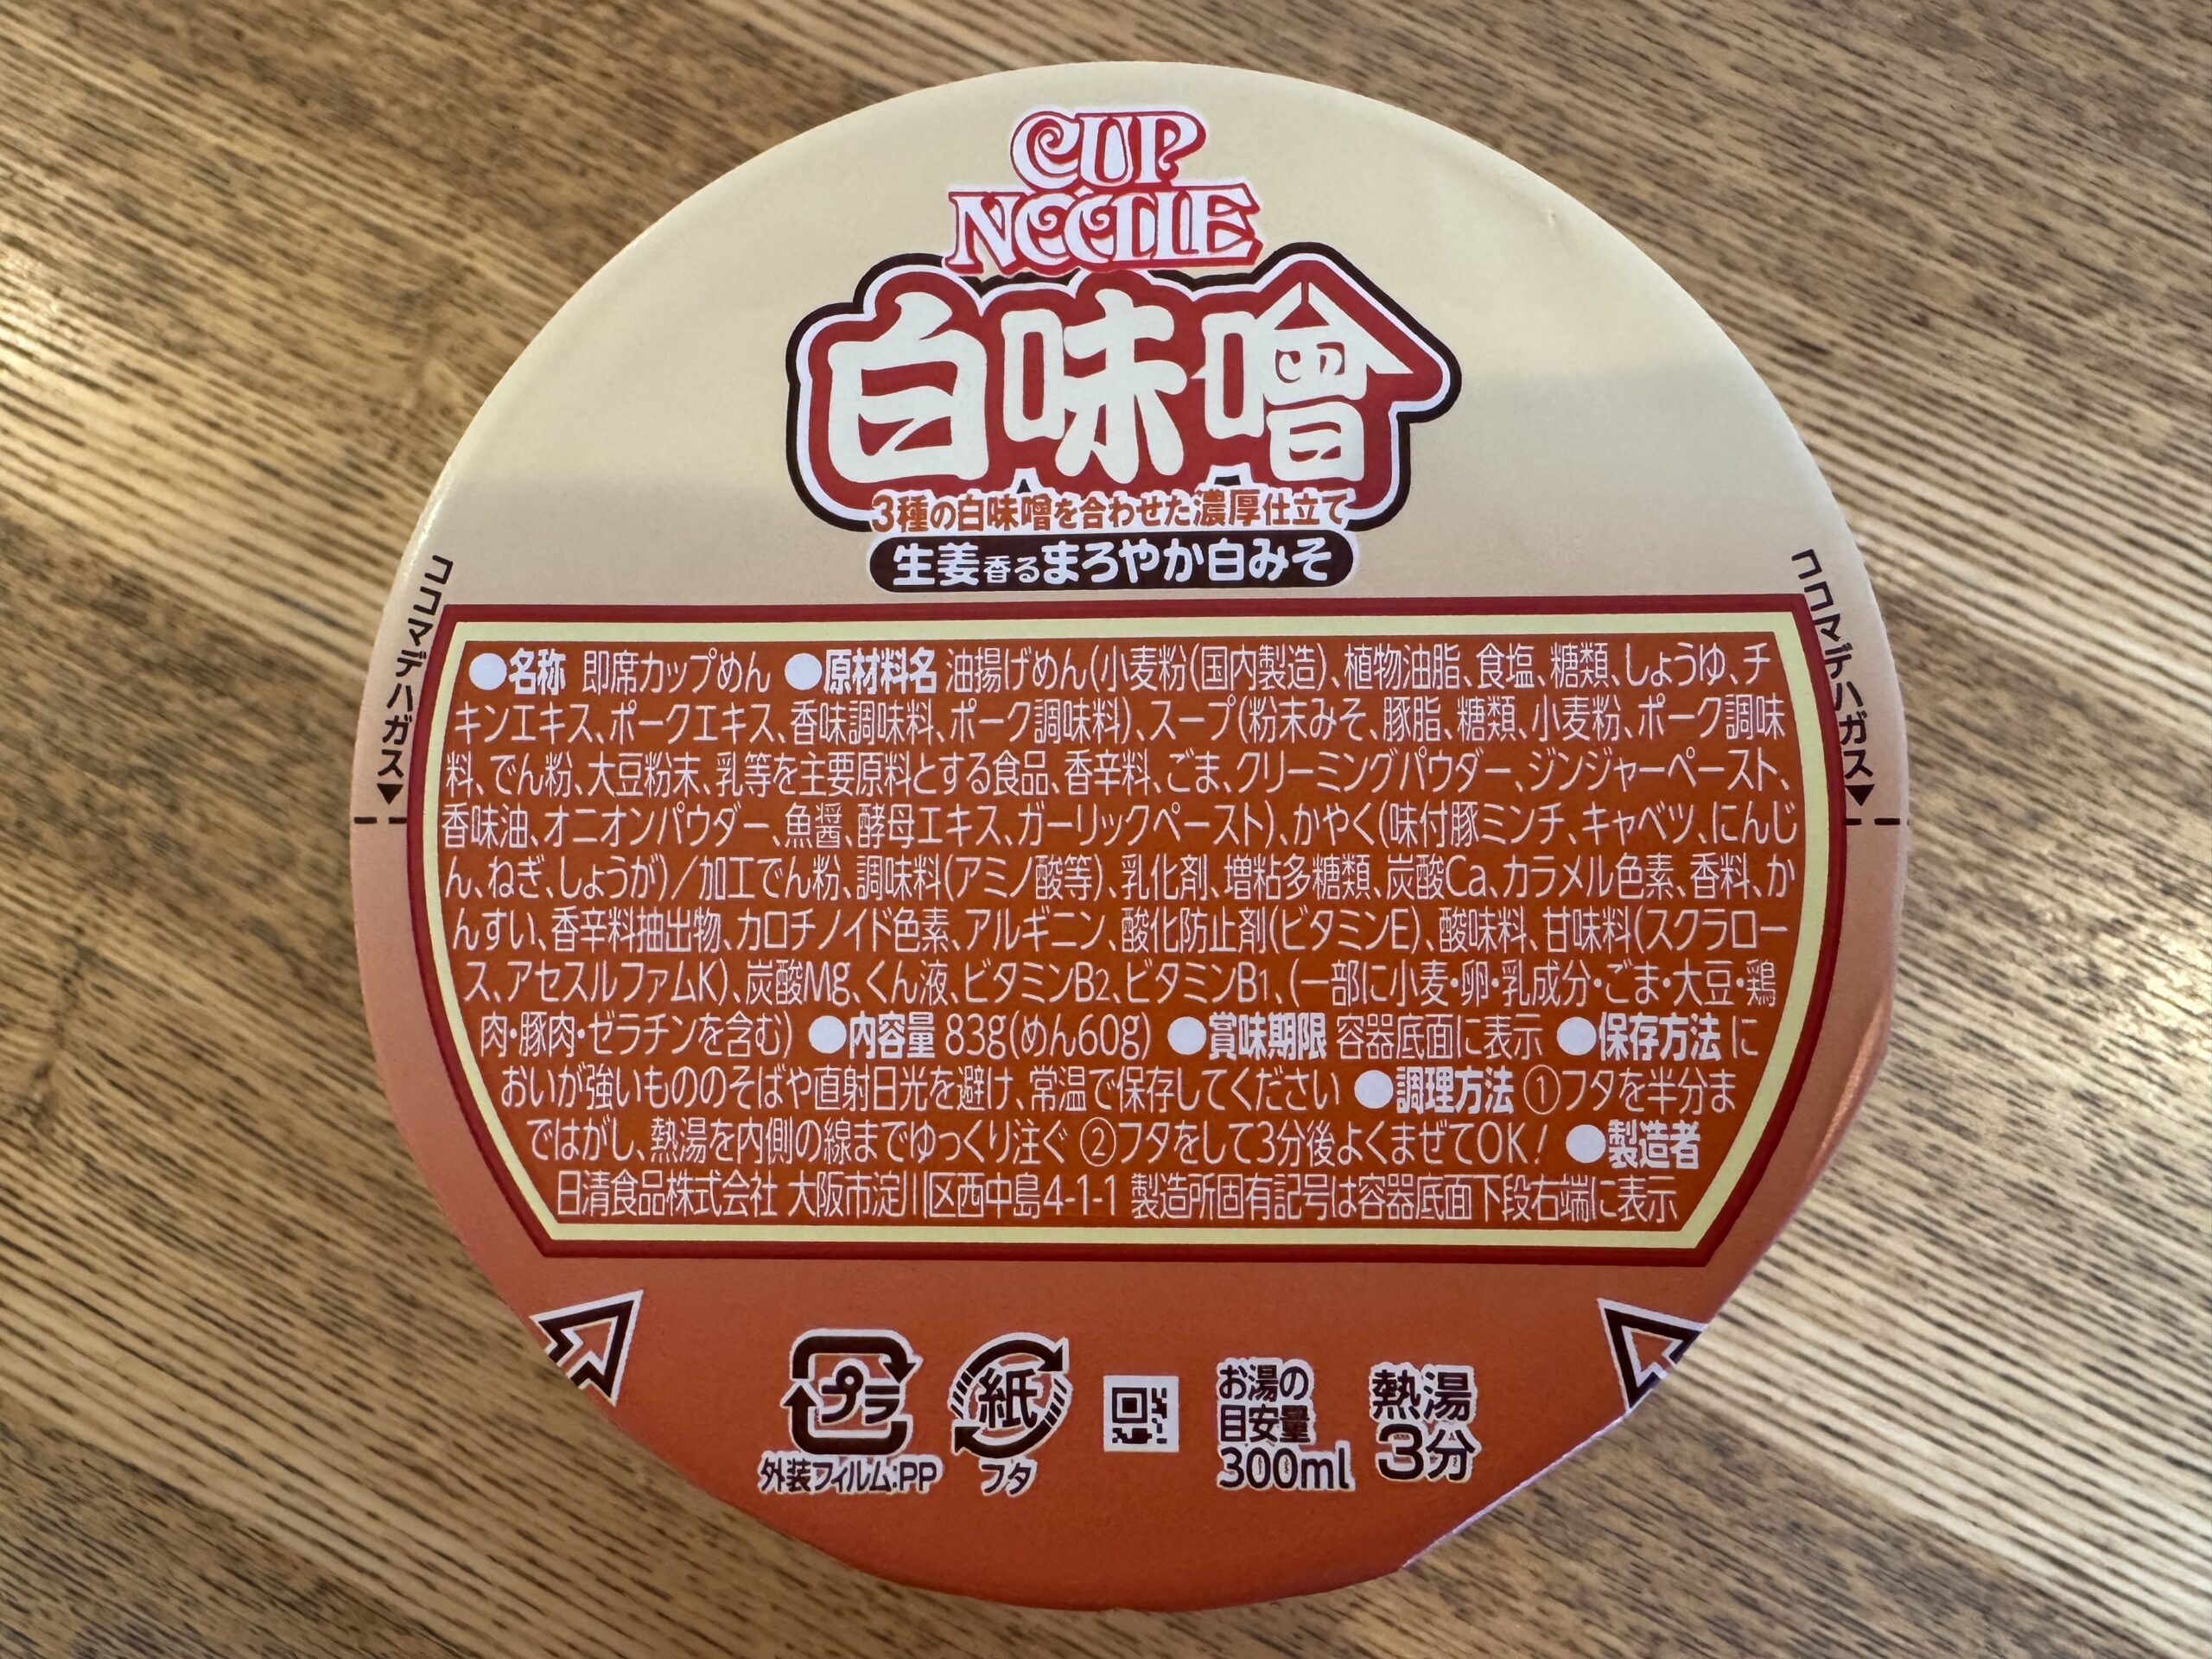 CUP
NOODLE
白味噌
3種の白味噌を合わせた濃厚仕立て
生姜香るまろやか白みそ
ココマデハガス▼
ココマデハガス▼
●名称 即席カップめん ●原材料名 油揚げめん(小麦粉(国内製造)、植物油脂、食塩、糖類、しょうゆ、チ
キンエキス、ポークエキス、香味調味料、ポーク調味料)、スープ(粉末みそ、豚脂、糖類、小麦粉、ポーク調味
料、でん粉、大豆粉末、乳等を主要原料とする食品、香辛料、ごま、クリーミングパウダー、ジンジャーペースト、
香味油、オニオンパウダー、魚醤、酵母エキス、ガーリックペースト)、かやく(味付豚ミンチ、キャベツ、にんじ
ん、ねぎ、しょうが)/加工でん粉、調味料(アミノ酸等)、乳化剤、増粘多糖類、炭酸Ca、カラメル色素、香料、か
んすい、香辛料抽出物、カロチノイド色素、アルギニン、酸化防止剤(ビタミンE)、酸味料、甘味料(スクラロー
ス、アセスルファムK)、炭酸Mg、くん液、ビタミンB2、ビタミンB1、(一部に小麦・卵・乳成分・ごま・大豆・鶏
肉・豚肉・ゼラチンを含む) ●内容量 83g(めん60g) ●賞味期限 容器底面に表示 ●保存方法 に
おいが強いもののそばや直射日光を避け、常温で保存してください ●調理方法 ①フタを半分ま
ではがし、熱湯を内側の線までゆっくり注ぐ ②フタをして3分後よくまぜてOK! ●製造者
日清食品株式会社 大阪市淀川区西中島4-1-1 製造所固有記号は容器底面下段右端に表示
プラ
外装フィルム:PP
紙
フタ
お湯の
目安量
300ml
熱湯
3分